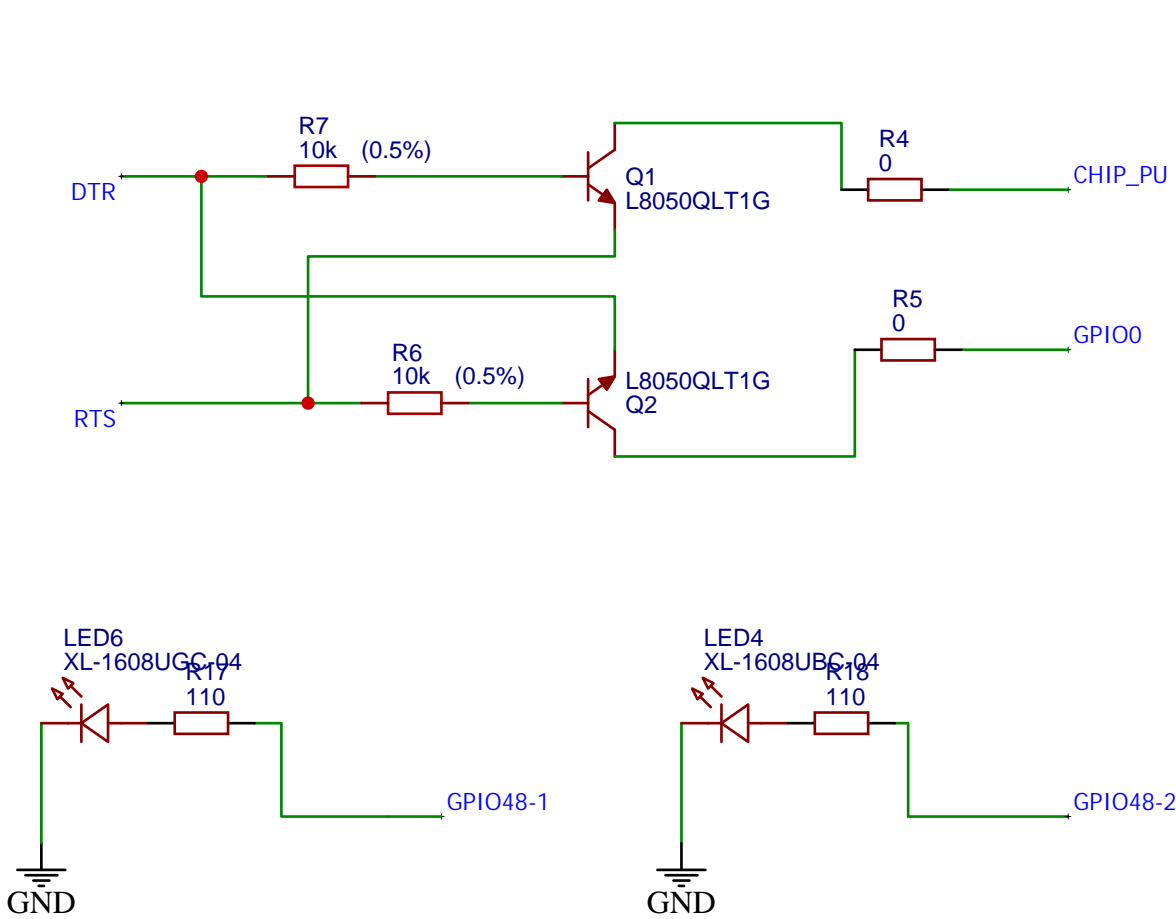 R7
10k (0.5%)
DTR
Q1
L8050QLT1G
R4
0
CHIP_PU
R5
0
GPIO0
R6
10k (0.5%)
RTS
L8050QLT1G
Q2
LED6
XL-1608UGC-04
R17
110
GPIO48-1
GND
LED4
XL-1608UBC-04
R18
110
GPIO48-2
GND